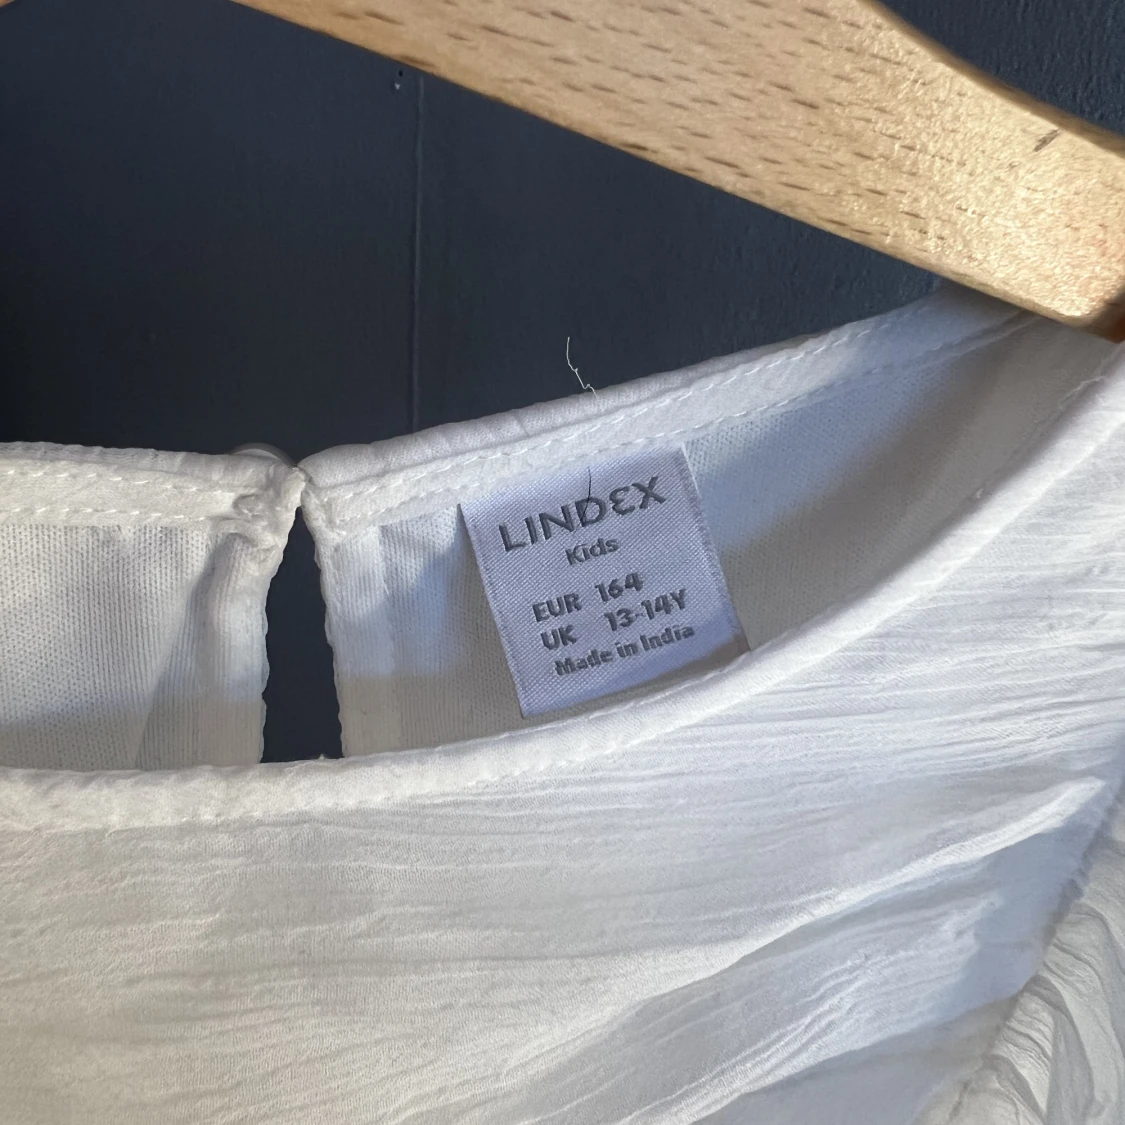 LINDEX
Kids
EUR 164
UK 13-14Y
Made in India